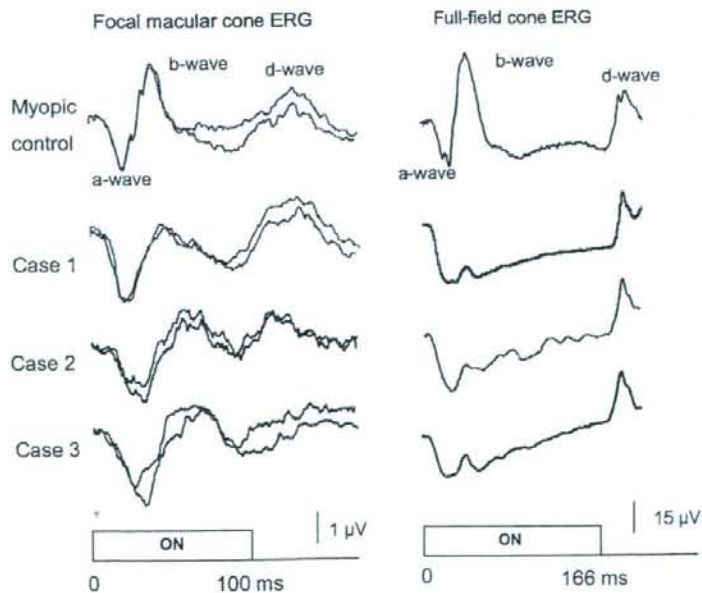 Focal macular cone ERG
Full-field cone ERG
b-wave
d-wave
b-wave
d-wave
Myopic
control
a-wave
a-wave
Case 1
Case 2
Case 3
1 μV
15 μV
ON
ON
0
100 ms
0
166 ms